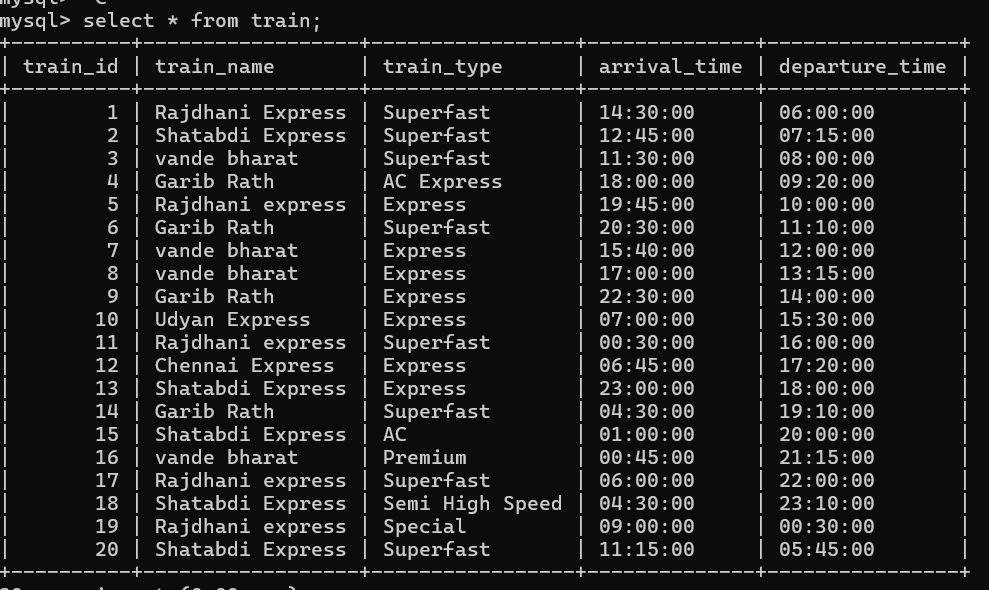 mysql> select * from train;
+----------+------------------+-----------------+--------------+----------------+
| train_id | train_name | train_type | arrival_time | departure_time |
+----------+------------------+-----------------+--------------+----------------+
| 1 | Rajdhani Express | Superfast | 14:30:00 | 06:00:00 |
| 2 | Shatabdi Express | Superfast | 12:45:00 | 07:15:00 |
| 3 | vande bharat | Superfast | 11:30:00 | 08:00:00 |
| 4 | Garib Rath | AC Express | 18:00:00 | 09:20:00 |
| 5 | Rajdhani express | Express | 19:45:00 | 10:00:00 |
| 6 | Garib Rath | Superfast | 20:30:00 | 11:10:00 |
| 7 | vande bharat | Express | 15:40:00 | 12:00:00 |
| 8 | vande bharat | Express | 17:00:00 | 13:15:00 |
| 9 | Garib Rath | Express | 22:30:00 | 14:00:00 |
| 10 | Udyan Express | Express | 07:00:00 | 15:30:00 |
| 11 | Rajdhani express | Superfast | 00:30:00 | 16:00:00 |
| 12 | Chennai Express | Express | 06:45:00 | 17:20:00 |
| 13 | Shatabdi Express | Express | 23:00:00 | 18:00:00 |
| 14 | Garib Rath | Superfast | 04:30:00 | 19:10:00 |
| 15 | Shatabdi Express | AC | 01:00:00 | 20:00:00 |
| 16 | vande bharat | Premium | 00:45:00 | 21:15:00 |
| 17 | Rajdhani express | Superfast | 06:00:00 | 22:00:00 |
| 18 | Shatabdi Express | Semi High Speed | 04:30:00 | 23:10:00 |
| 19 | Rajdhani express | Special | 09:00:00 | 00:30:00 |
| 20 | Shatabdi Express | Superfast | 11:15:00 | 05:45:00 |
+----------+------------------+-----------------+--------------+----------------+